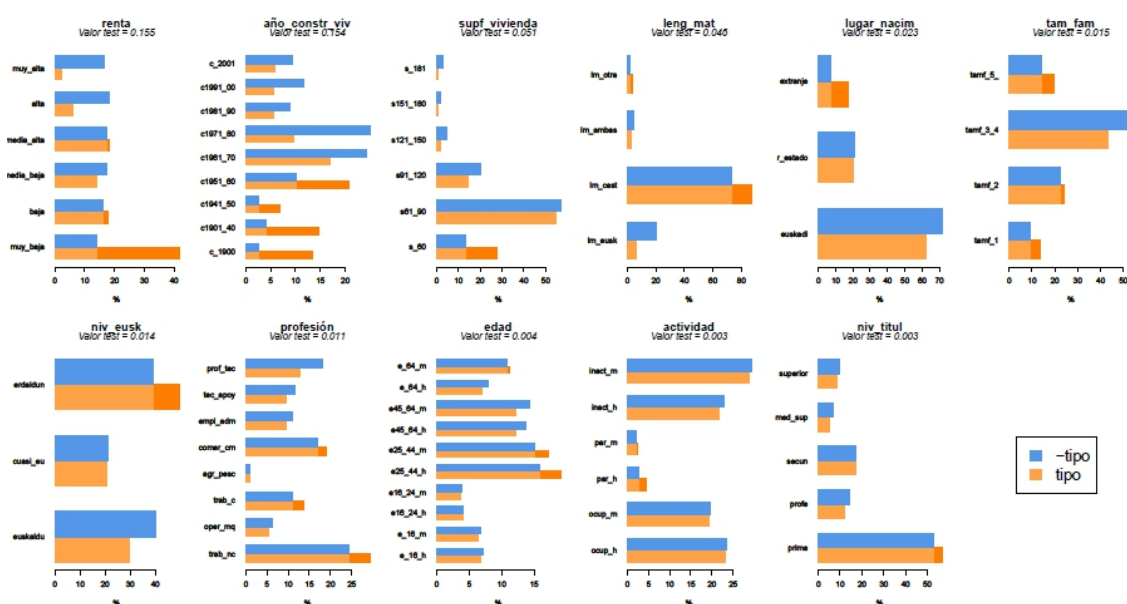 renta
Valor test = 0.155
muy_alta
alta
media_alta
media_baja
baja
muy_baja
0 10 20 30 40
%
año_constr_viv
Valor test = 0.154
c_2001
c1991_00
c1981_90
c1971_80
c1961_70
c1951_60
c1941_50
c1901_40
c_1900
0 5 10 15 20
%
supf_vivienda
Valor test = 0.051
s_181
s151_180
s121_150
s91_120
s61_90
s_60
0 10 20 30 40 50
%
leng_mat
Valor test = 0.046
lm_otra
lm_ambas
lm_cast
lm_eusk
0 20 40 60 80
%
lugar_nacim
Valor test = 0.023
extranje
r_estado
euskadi
0 10 20 30 40 50 60 70
%
tam_fam
Valor test = 0.015
tamf_5_
tamf_3_4
tamf_2
tamf_1
0 10 20 30 40 50
%
niv_eusk
Valor test = 0.014
erdaldun
cuasi_eu
euskaldu
0 10 20 30 40
%
profesión
Valor test = 0.011
prof_tec
tec_apoy
empl_adm
comer_cm
agr_pesc
trab_c
oper_mq
trab_nc
0 5 10 15 20 25
%
edad
Valor test = 0.004
e_64_m
e_64_h
e45_64_m
e45_64_h
e25_44_m
e25_44_h
e16_24_m
e16_24_h
e_16_m
e_16_h
0 5 10 15
%
actividad
Valor test = 0.003
inact_m
inact_h
par_m
par_h
ocup_m
ocup_h
0 5 10 15 20 25
%
niv_titul
Valor test = 0.003
superior
med_sup
secun
profe
prima
0 10 20 30 40 50
%
−tipo
tipo